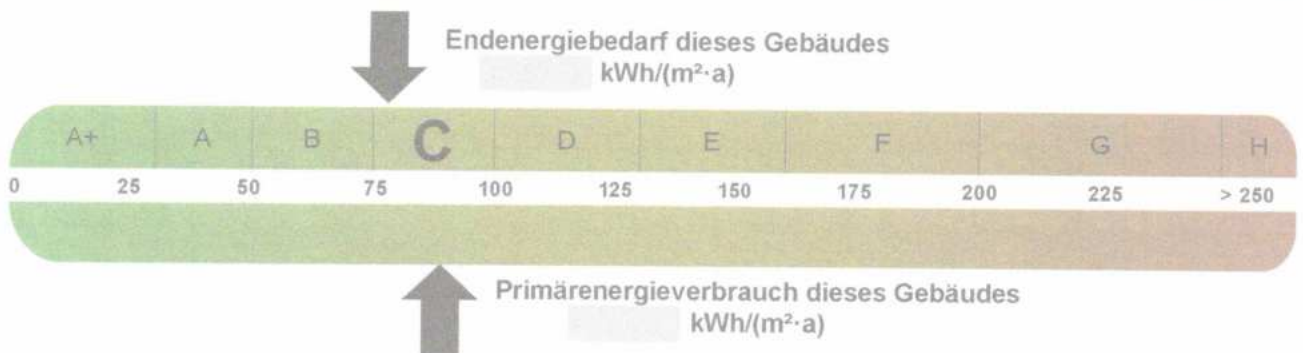 Endenergiebedarf dieses Gebäudes
kWh/(m²·a)
A+ A B C D E F G H
0 25 50 75 100 125 150 175 200 225 > 250
Primärenergieverbrauch dieses Gebäudes
kWh/(m²·a)